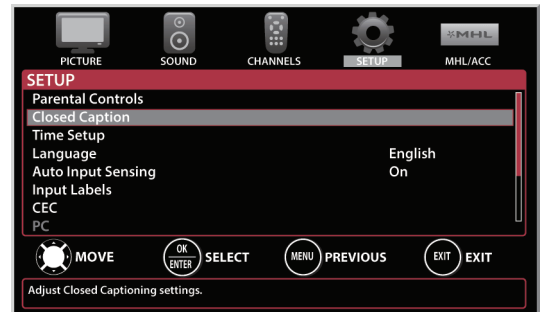 MHL
PICTURE SOUND CHANNELS SETUP MHL/ACC
SETUP
Parental Controls
Closed Caption
Time Setup
Language English
Auto Input Sensing On
Input Labels
CEC
PC
MOVE OK ENTER SELECT MENU PREVIOUS EXIT EXIT
Adjust Closed Captioning settings.